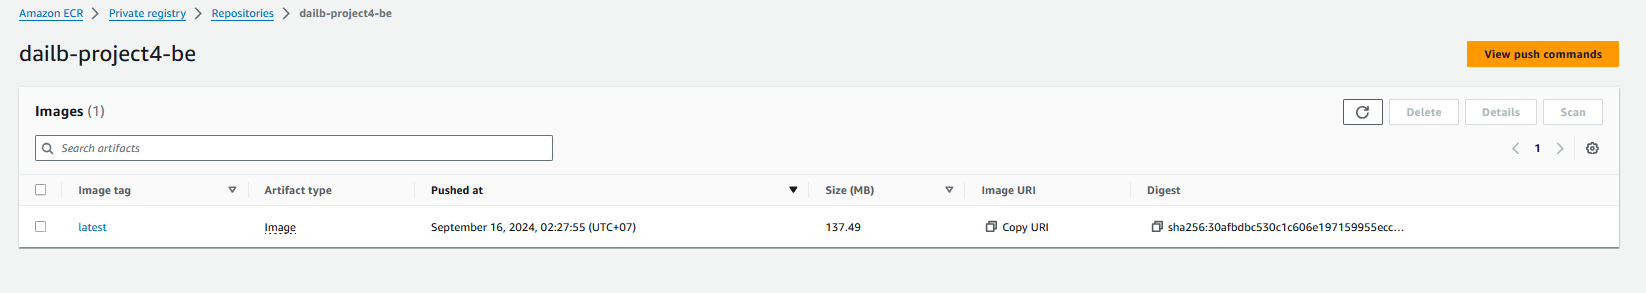 Amazon ECR > Private registry > Repositories > dailb-project4-be
dailb-project4-be
View push commands
Images (1)
Delete Details Scan
Search artifacts
1
Image tag Artifact type Pushed at Size (MB) Image URI Digest
latest Image September 16, 2024, 02:27:55 (UTC+07) 137.49 Copy URI sha256:30afbdbc530c1c606e197159955ecc...